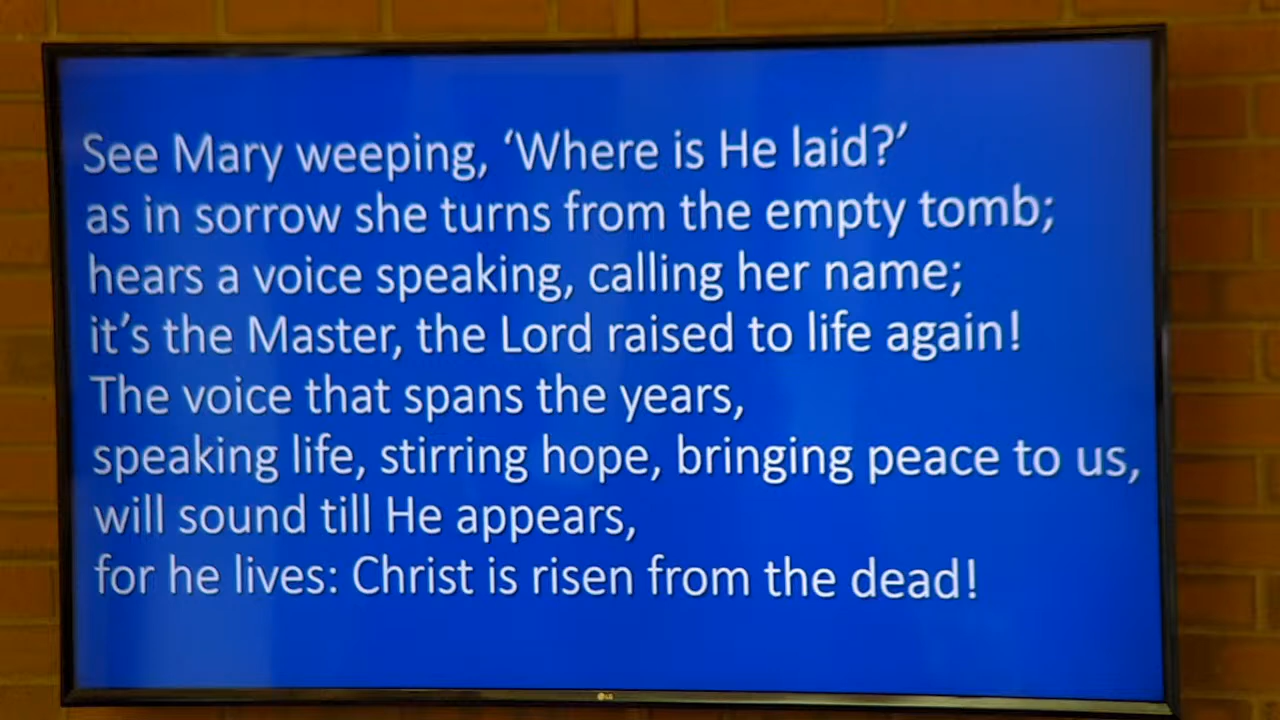 See Mary weeping, ‘Where is He laid?’
as in sorrow she turns from the empty tomb;
hears a voice speaking, calling her name;
it’s the Master, the Lord raised to life again!
The voice that spans the years,
speaking life, stirring hope, bringing peace to us,
will sound till He appears,
for he lives: Christ is risen from the dead!
LG